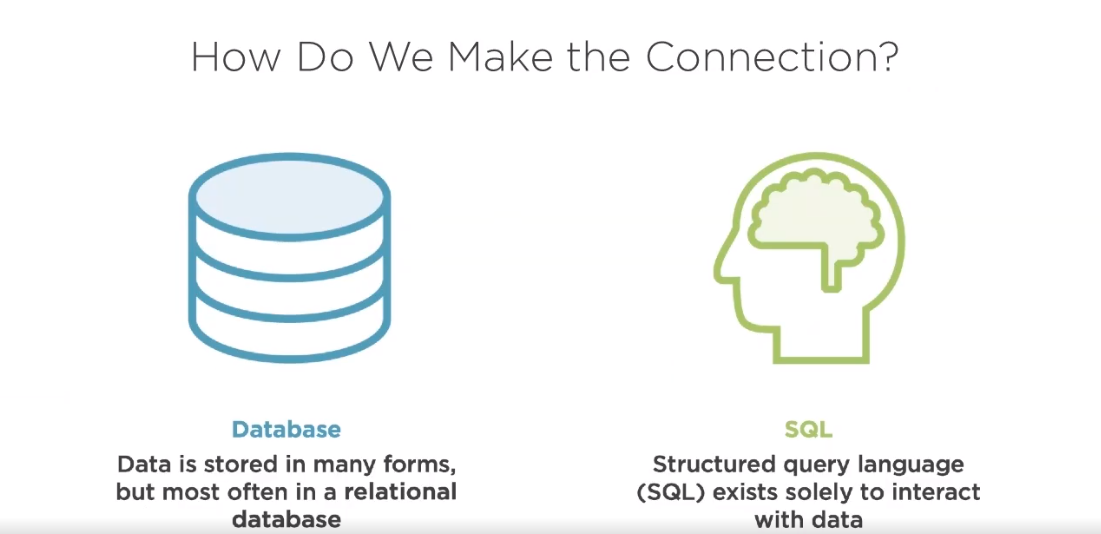 How Do We Make the Connection?
Database
Data is stored in many forms,
but most often in a relational
database
SQL
Structured query language
(SQL) exists solely to interact
with data